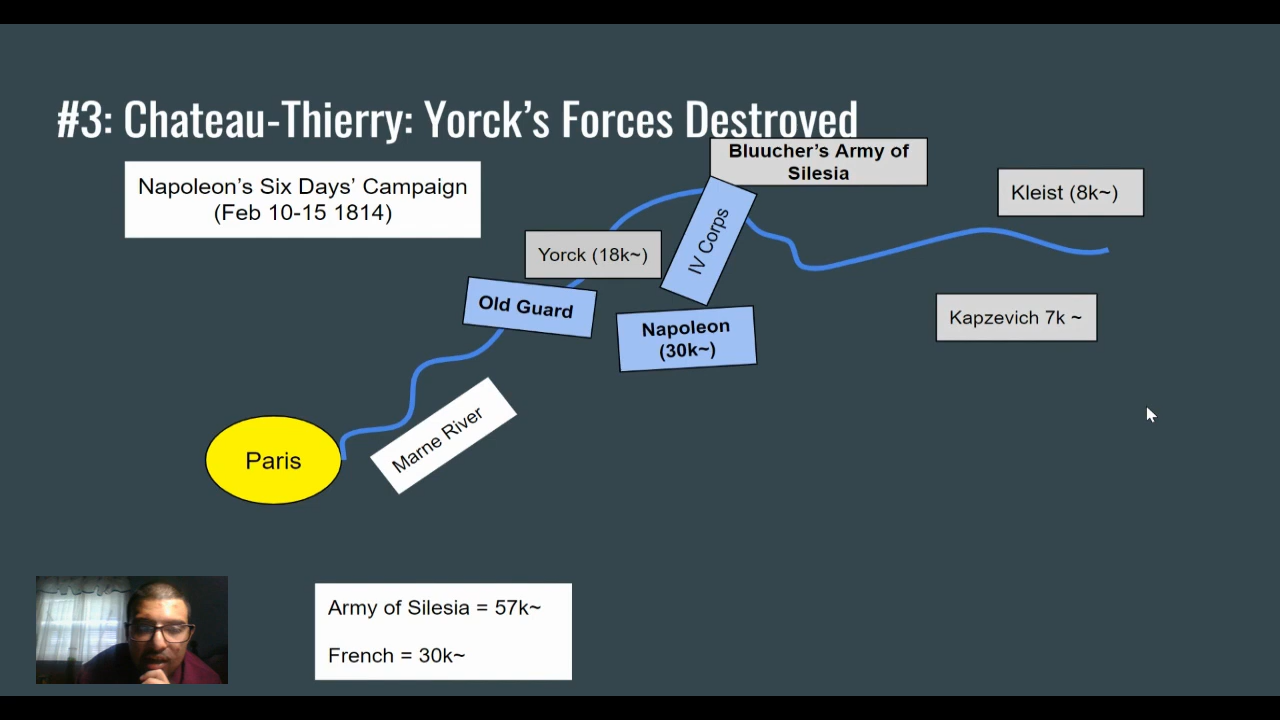 #3: Chateau-Thierry: Yorck's Forces Destroyed
Napoleon's Six Days' Campaign
(Feb 10-15 1814)
Bluucher's Army of
Silesia
Kleist (8k~)
IV Corps
Yorck (18k~)
Old Guard
Napoleon
(30k~)
Kapzevich 7k ~
Marne River
Paris
Army of Silesia = 57k~
French = 30k~